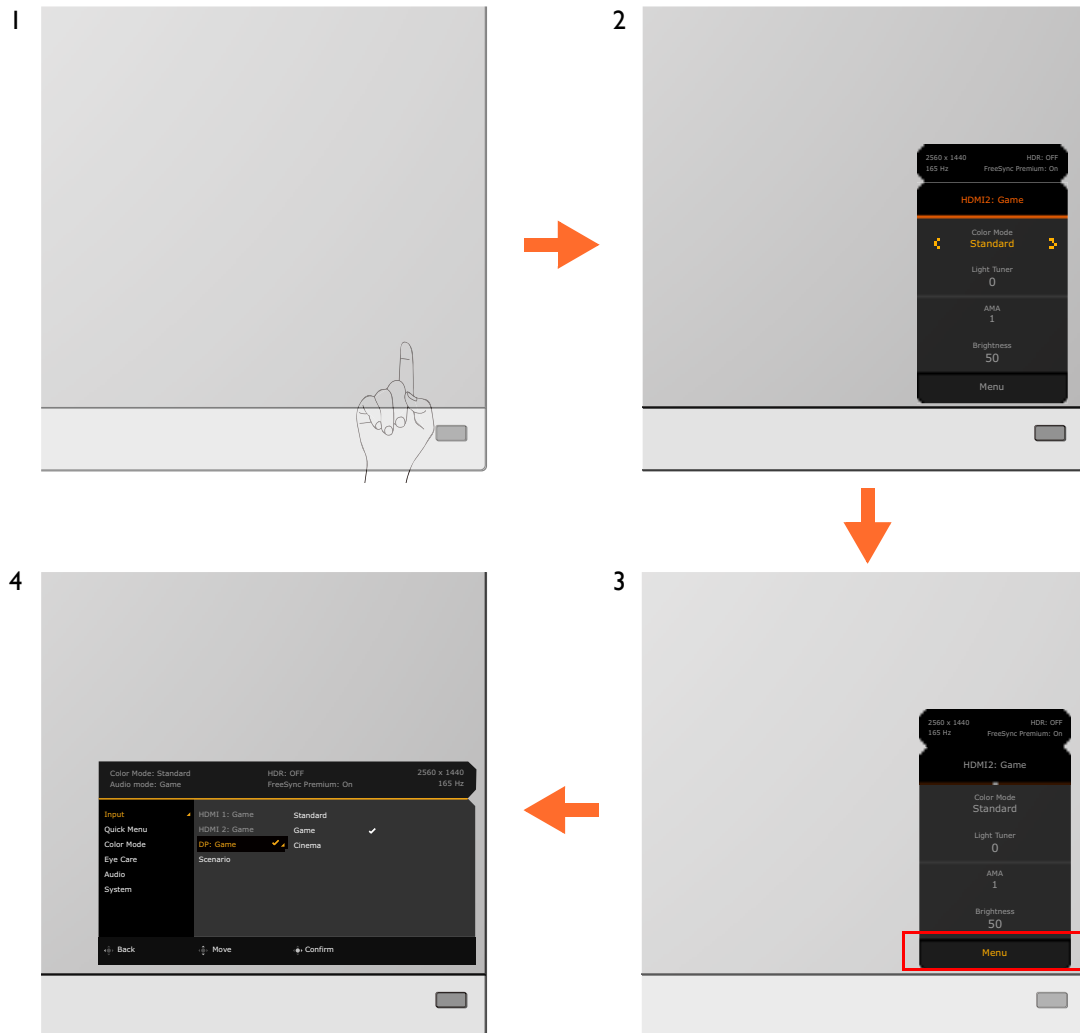 1
2
2560 x 1440 HDR: OFF
165 Hz FreeSync Premium: On
HDMI2: Game
Color Mode
Standard
Light Tuner
0
AMA
1
Brightness
50
Menu
3
2560 x 1440 HDR: OFF
165 Hz FreeSync Premium: On
HDMI2: Game
Color Mode
Standard
Light Tuner
0
AMA
1
Brightness
50
Menu
4
Color Mode: Standard HDR: OFF 2560 x 1440
Audio mode: Game FreeSync Premium: On 165 Hz
Input HDMI 1: Game Standard
Quick Menu HDMI 2: Game Game
Color Mode DP: Game Cinema
Eye Care Scenario
Audio
System
Back Move Confirm